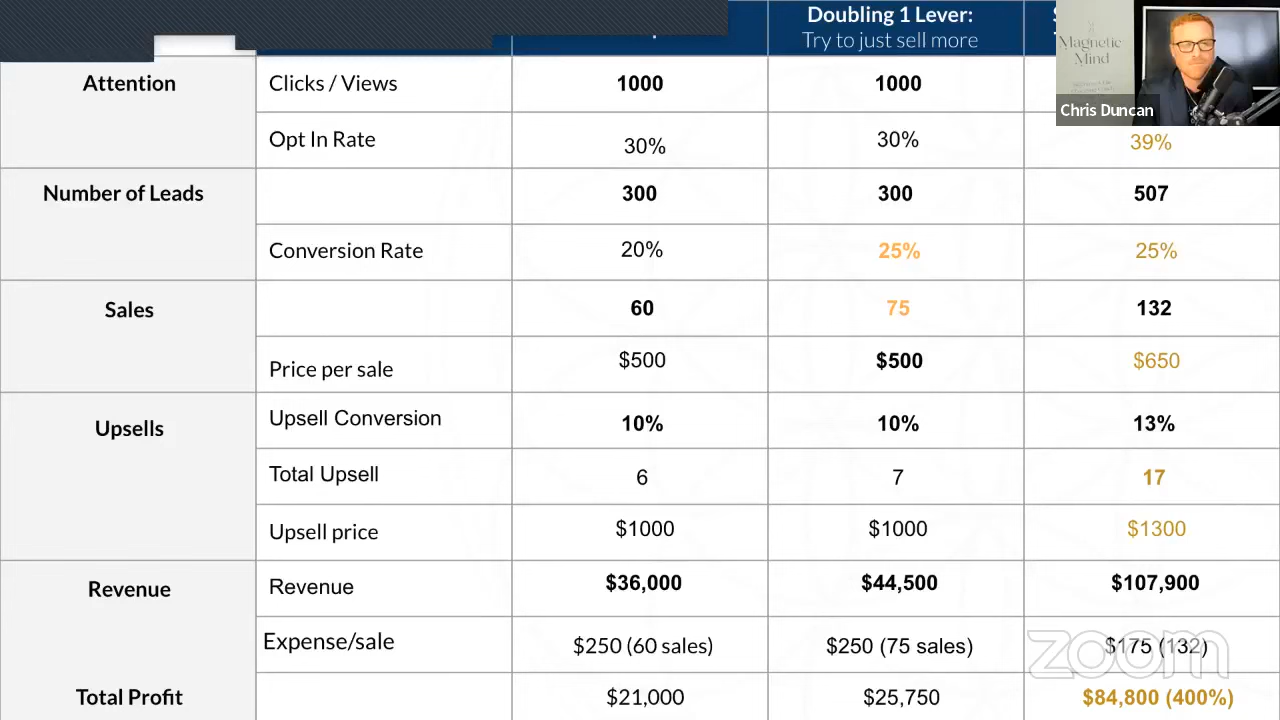 Doubling 1 Lever:
Try to just sell more
Magnetic
Mind
Chris Duncan
Attention
Clicks / Views
1000
1000
Opt In Rate
30%
30%
39%
Number of Leads
300
300
507
Conversion Rate
20%
25%
25%
Sales
60
75
132
Price per sale
$500
$500
$650
Upsells
Upsell Conversion
10%
10%
13%
Total Upsell
6
7
17
Upsell price
$1000
$1000
$1300
Revenue
Revenue
$36,000
$44,500
$107,900
Expense/sale
$250 (60 sales)
$250 (75 sales)
$175 (132)
zoom
Total Profit
$21,000
$25,750
$84,800 (400%)